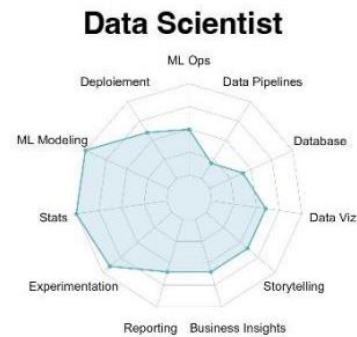 Data Scientist
ML Ops
Deploiement
Data Pipelines
ML Modeling
Database
Stats
Data Viz
Experimentation
Storytelling
Reporting
Business Insights